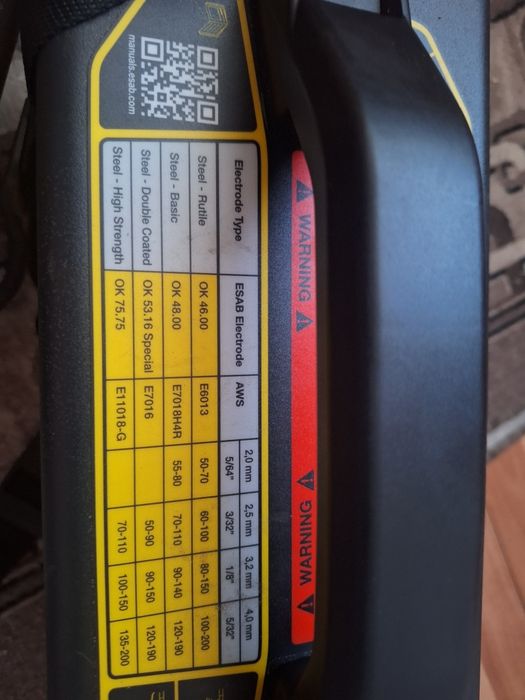 manuals.esab.com
WARNING WARNING
Electrode Type ESAB Electrode AWS 2,0 mm 5/64" 2,5 mm 3/32" 3,2 mm 1/8" 4,0 mm 5/32"
Steel - Rutile OK 46.00 E6013 50-70 60-100 80-150 100-200
Steel - Basic OK 48.00 E7018H4R 55-80 70-110 90-140 120-190
Steel - Double Coated OK 53.16 Special E7016 50-90 90-150 120-190
Steel - High Strength OK 75.75 E11018-G 70-110 100-150 135-200